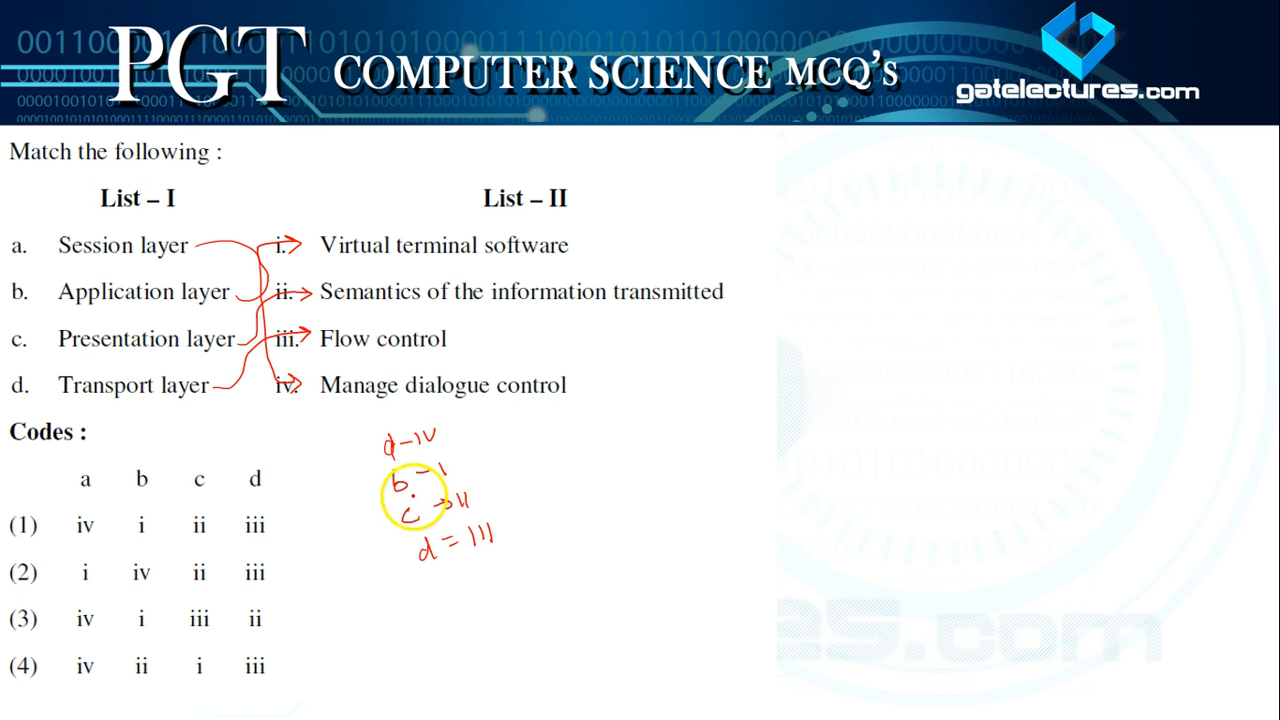 PGT COMPUTER SCIENCE MCQ's
gatelectures.com
Match the following :
List – I List – II
a. Session layer i. Virtual terminal software
b. Application layer ii. Semantics of the information transmitted
c. Presentation layer iii. Flow control
d. Transport layer iv. Manage dialogue control
Codes :
a b c d
(1) iv i ii iii
(2) i iv ii iii
(3) iv i iii ii
(4) iv ii i iii
b - i
c → ii
d = iii